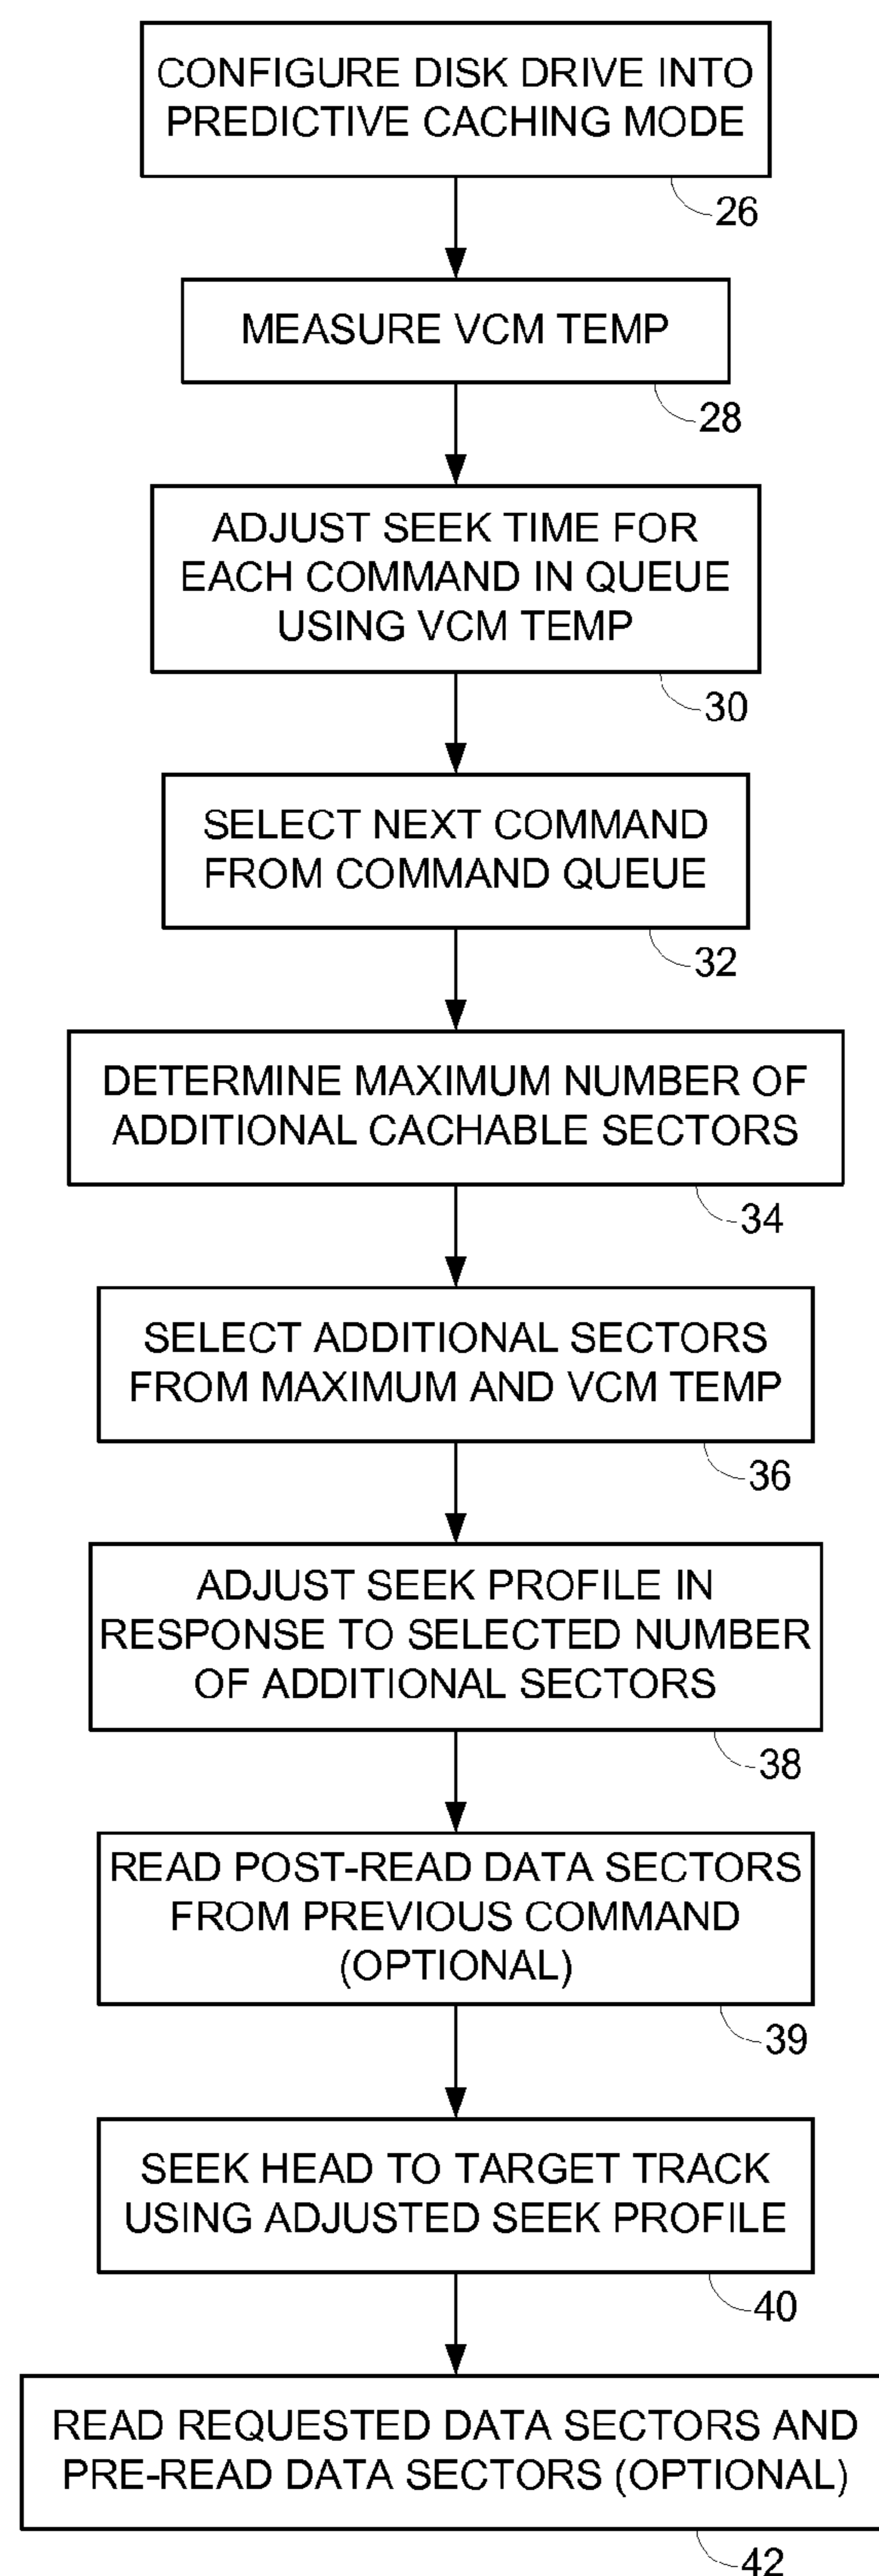 CONFIGURE DISK DRIVE INTO
PREDICTIVE CACHING MODE
26
MEASURE VCM TEMP
28
ADJUST SEEK TIME FOR
EACH COMMAND IN QUEUE
USING VCM TEMP
30
SELECT NEXT COMMAND
FROM COMMAND QUEUE
32
DETERMINE MAXIMUM NUMBER OF
ADDITIONAL CACHABLE SECTORS
34
SELECT ADDITIONAL SECTORS
FROM MAXIMUM AND VCM TEMP
36
ADJUST SEEK PROFILE IN
RESPONSE TO SELECTED NUMBER
OF ADDITIONAL SECTORS
38
READ POST-READ DATA SECTORS
FROM PREVIOUS COMMAND
(OPTIONAL)
39
SEEK HEAD TO TARGET TRACK
USING ADJUSTED SEEK PROFILE
40
READ REQUESTED DATA SECTORS AND
PRE-READ DATA SECTORS (OPTIONAL)
42